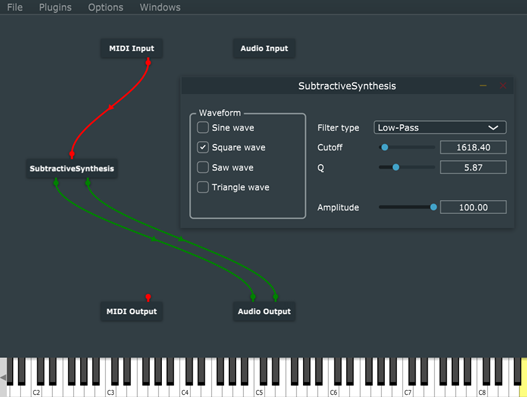 File Plugins Options Windows
MIDI Input Audio Input
SubtractiveSynthesis
Waveform
Sine wave
Square wave
Saw wave
Triangle wave
Filter type Low-Pass
Cutoff 1618.40
Q 5.87
Amplitude 100.00
SubtractiveSynthesis
MIDI Output Audio Output
C2 C3 C4 C5 C6 C7 C8